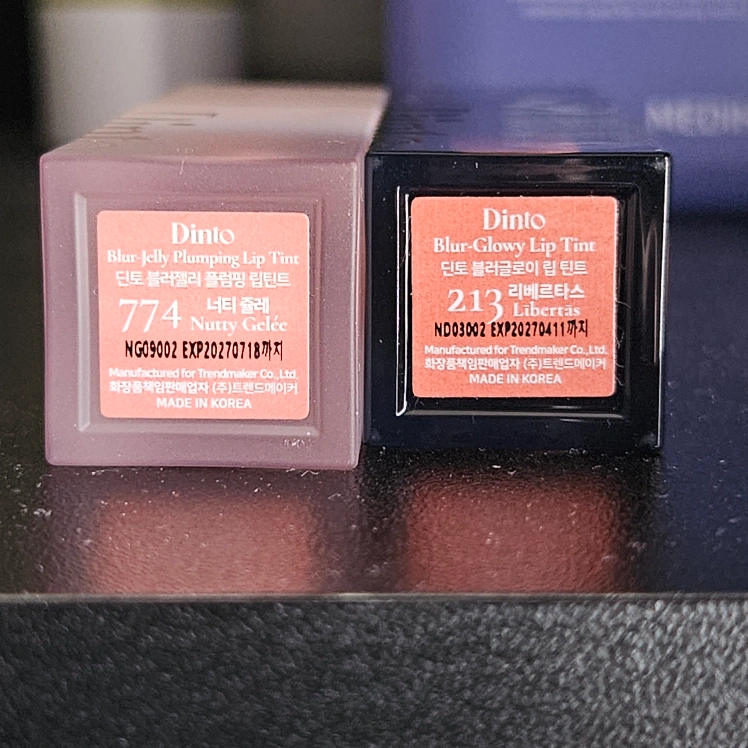 Dinto
Blur-Jelly Plumping Lip Tint
딘토 블러젤리 플럼핑 립틴트
774 너티 쥴레
Nutty Gelée
NG09002 EXP20270718까지
Manufactured for Trendmaker Co.,Ltd.
화장품책임판매업자 (주)트렌드메이커
MADE IN KOREA
Dinto
Blur-Glowy Lip Tint
딘토 블러글로이 립 틴트
213 리베르타스
Libertas
ND03002 EXP20270411까지
Manufactured for Trendmaker Co.,Ltd.
화장품책임판매업자 (주)트렌드메이커
MADE IN KOREA